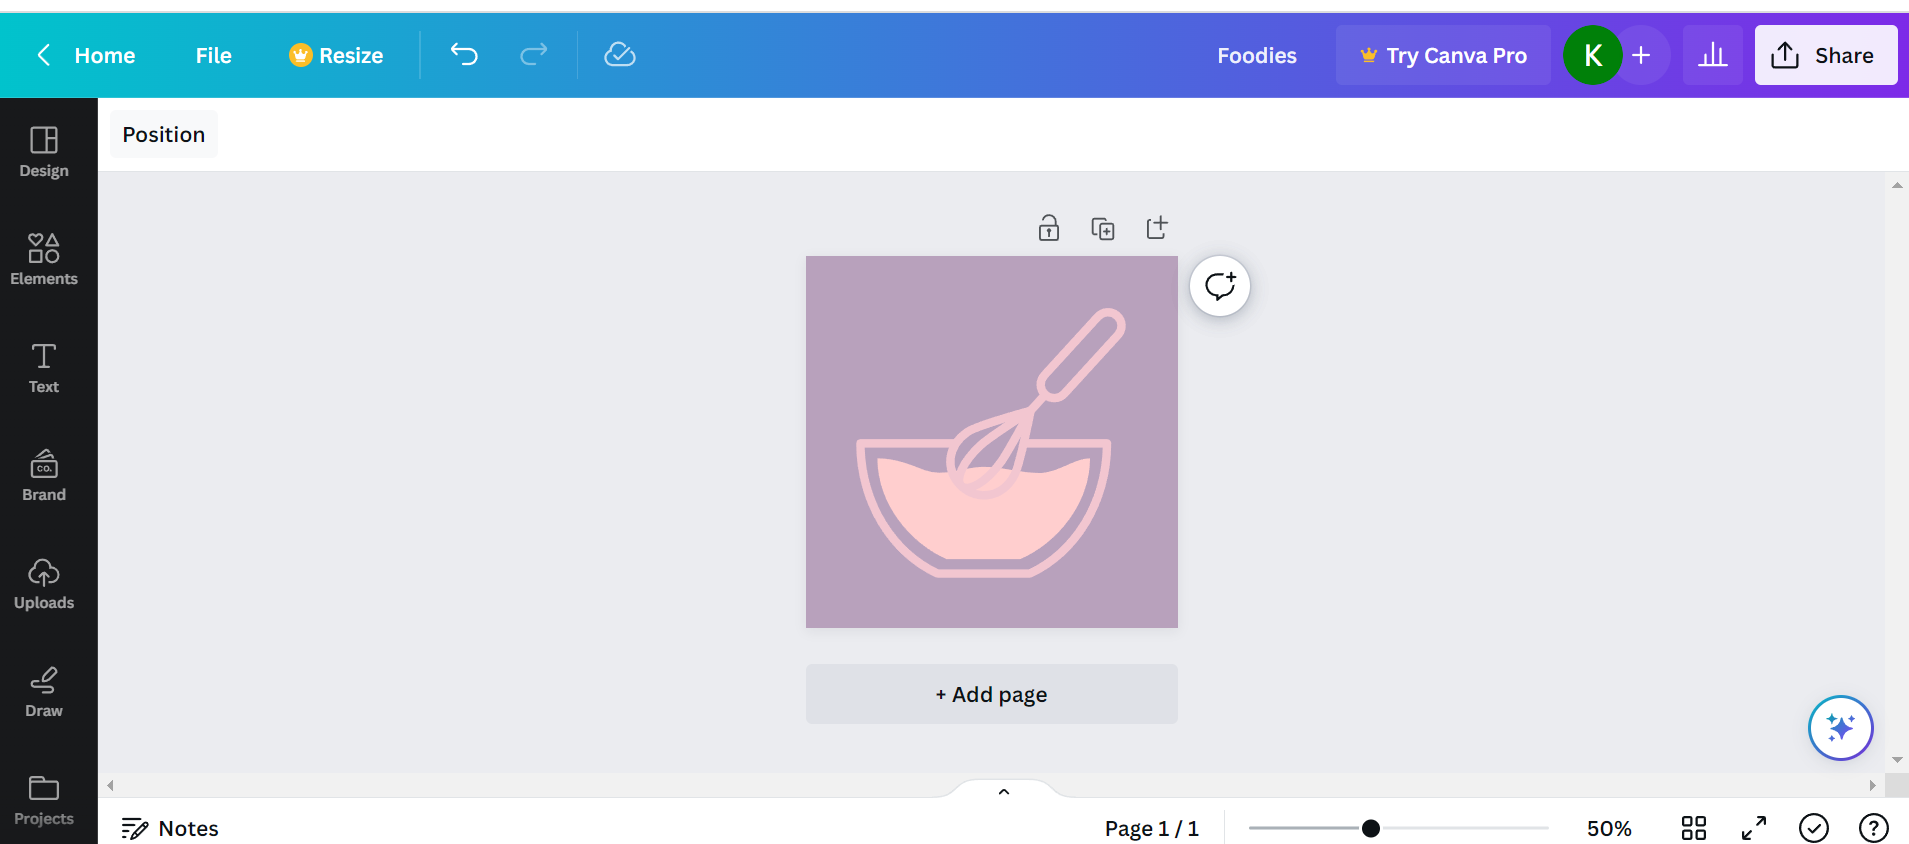 Home File Resize Foodies Try Canva Pro K + Share
Position
Design
Elements
Text
CO.
Brand
Uploads
Draw
Projects
+ Add page
Notes Page 1 / 1 50% ?